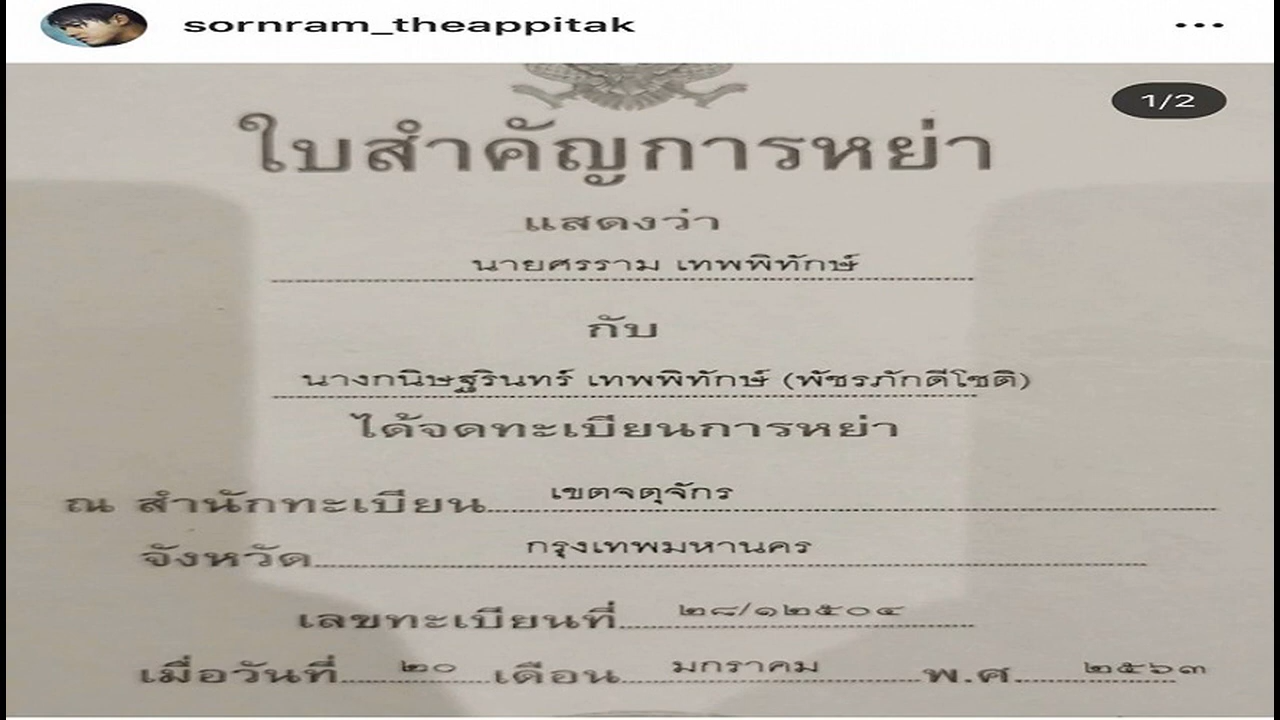 sornram_theappitak
1/2
ใบสำคัญการหย่า
แสดงว่า
นายศรราม เทพพิทักษ์
กับ
นางกนิษฐรินทร์ เทพพิทักษ์ (พัชรภักดีโชติ)
ได้จดทะเบียนการหย่า
ณ สำนักทะเบียน เขตจตุจักร
จังหวัด กรุงเทพมหานคร
เลขทะเบียนที่ ๒๘/๑๒๕๐๔
เมื่อวันที่ ๒๐ เดือน มกราคม พ.ศ. ๒๕๖๓